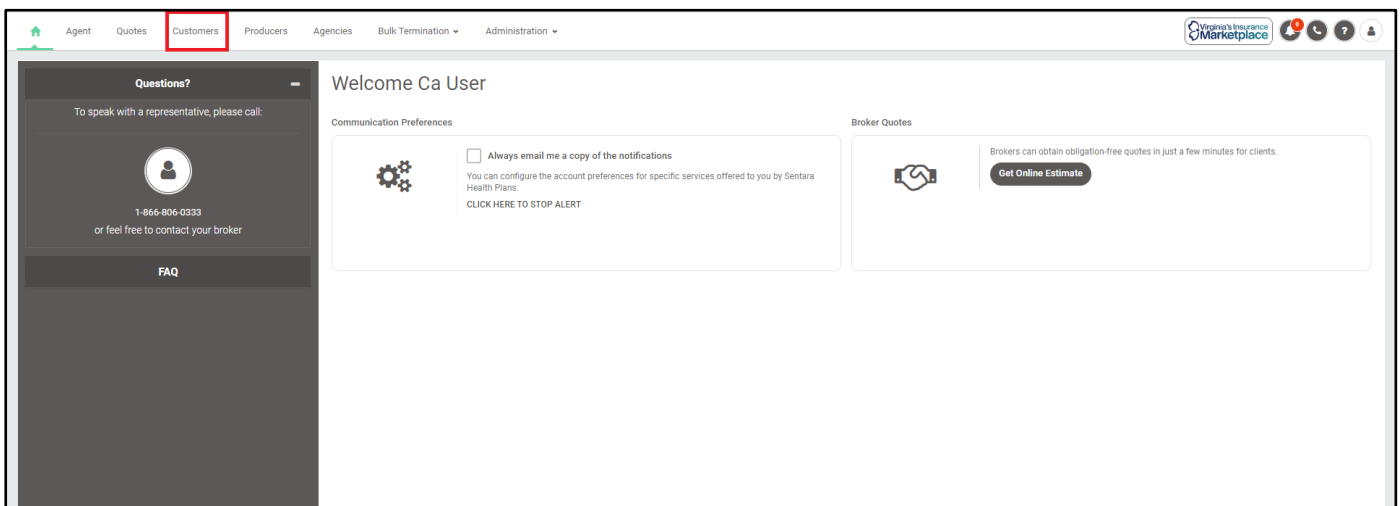 Agent Quotes Customers Producers Agencies Bulk Termination Administration
Virginia's Insurance
Marketplace
0
?
Questions?
To speak with a representative, please call:
1-866-806-0333
or feel free to contact your broker
FAQ
Welcome Ca User
Communication Preferences
Always email me a copy of the notifications
You can configure the account preferences for specific services offered to you by Sentara
Health Plans.
CLICK HERE TO STOP ALERT
Broker Quotes
Brokers can obtain obligation-free quotes in just a few minutes for clients.
Get Online Estimate